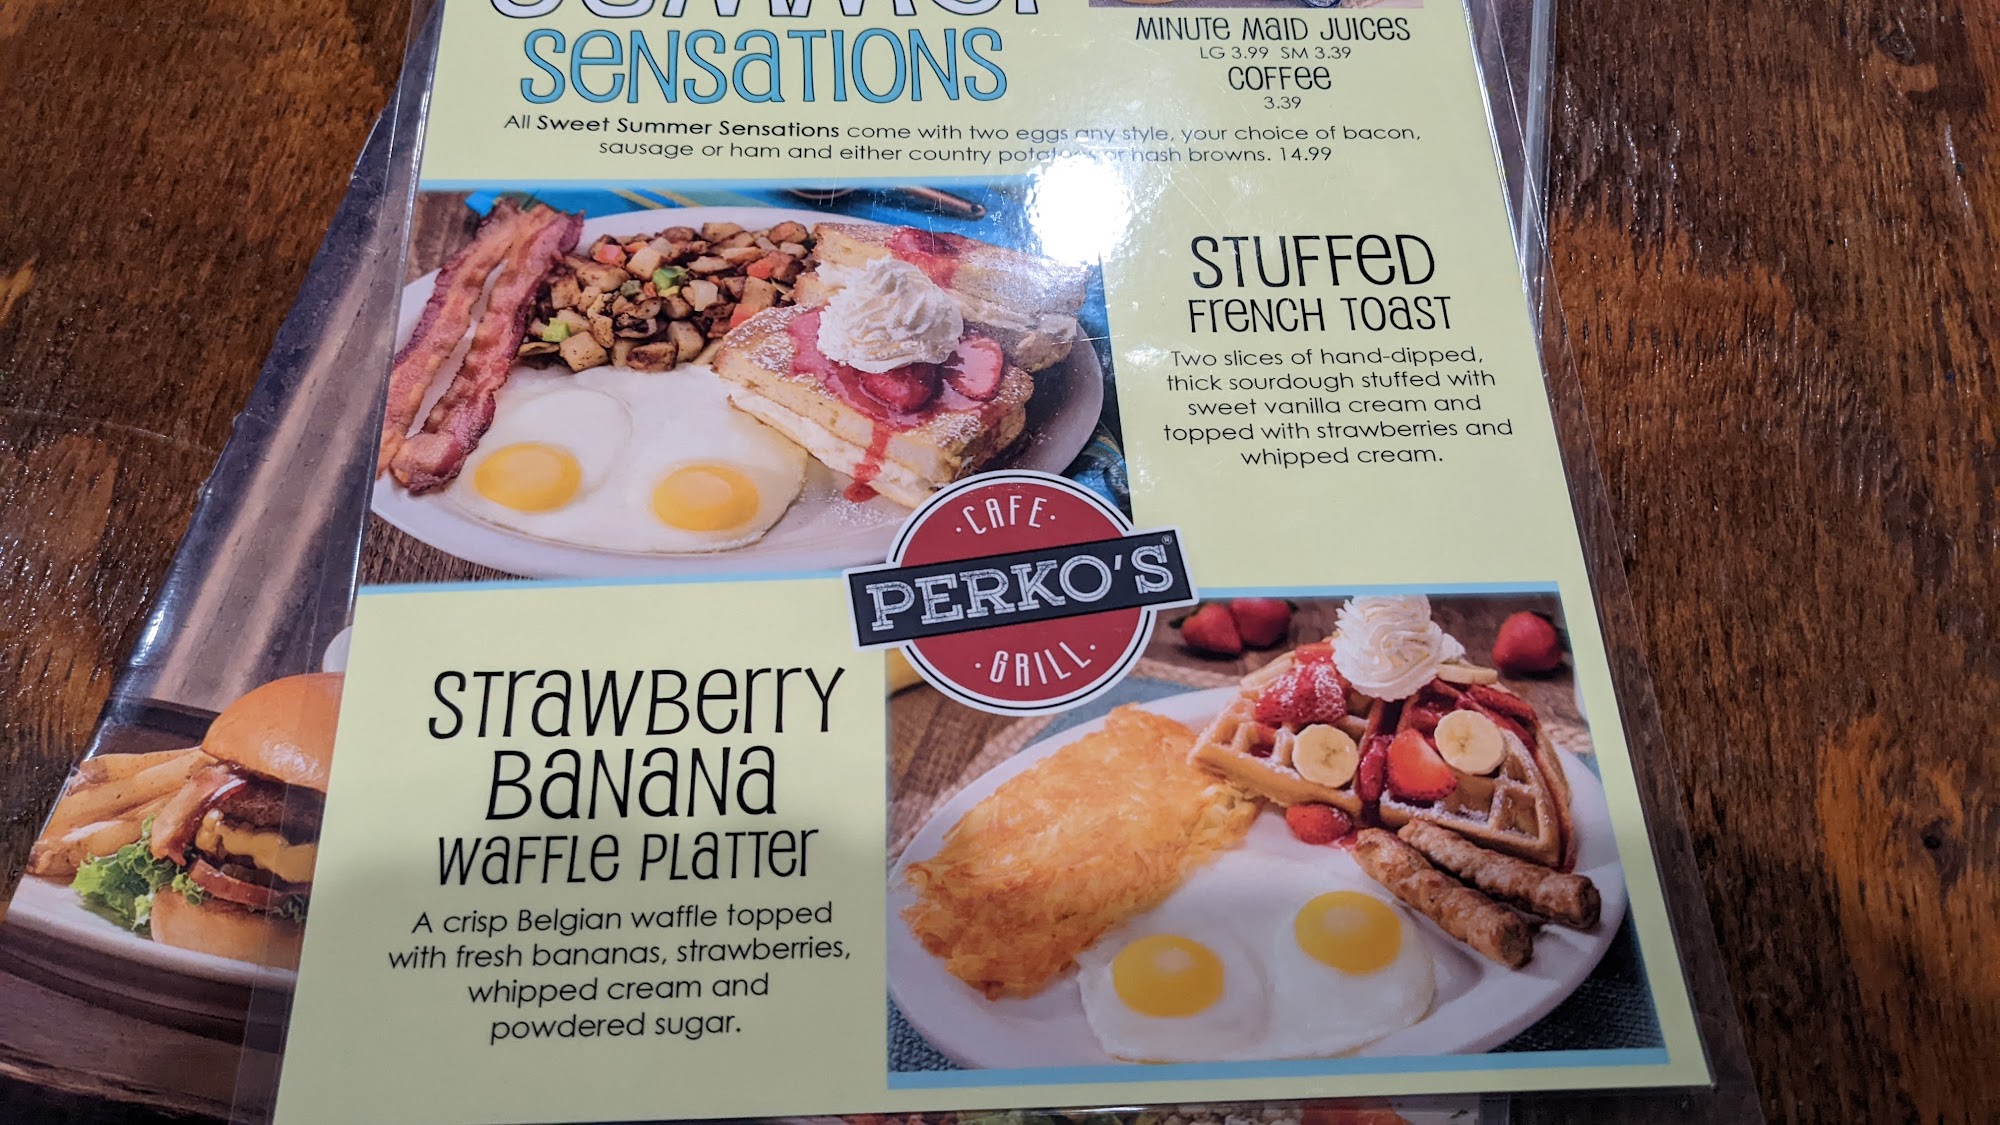 SENSATIONS
MINUTE MAID JUICES
LG 3.99 SM 3.39
COFFEE
3.39
All Sweet Summer Sensations come with two eggs any style, your choice of bacon,
sausage or ham and either country potatoes or hash browns. 14.99
STUFFED
FRENCH TOAST
Two slices of hand-dipped,
thick sourdough stuffed with
sweet vanilla cream and
topped with strawberries and
whipped cream.
· CAFE ·
PERKO'S®
· GRILL ·
STRAWBERRY
BANANA
WAFFLE PLATTER
A crisp Belgian waffle topped
with fresh bananas, strawberries,
whipped cream and
powdered sugar.